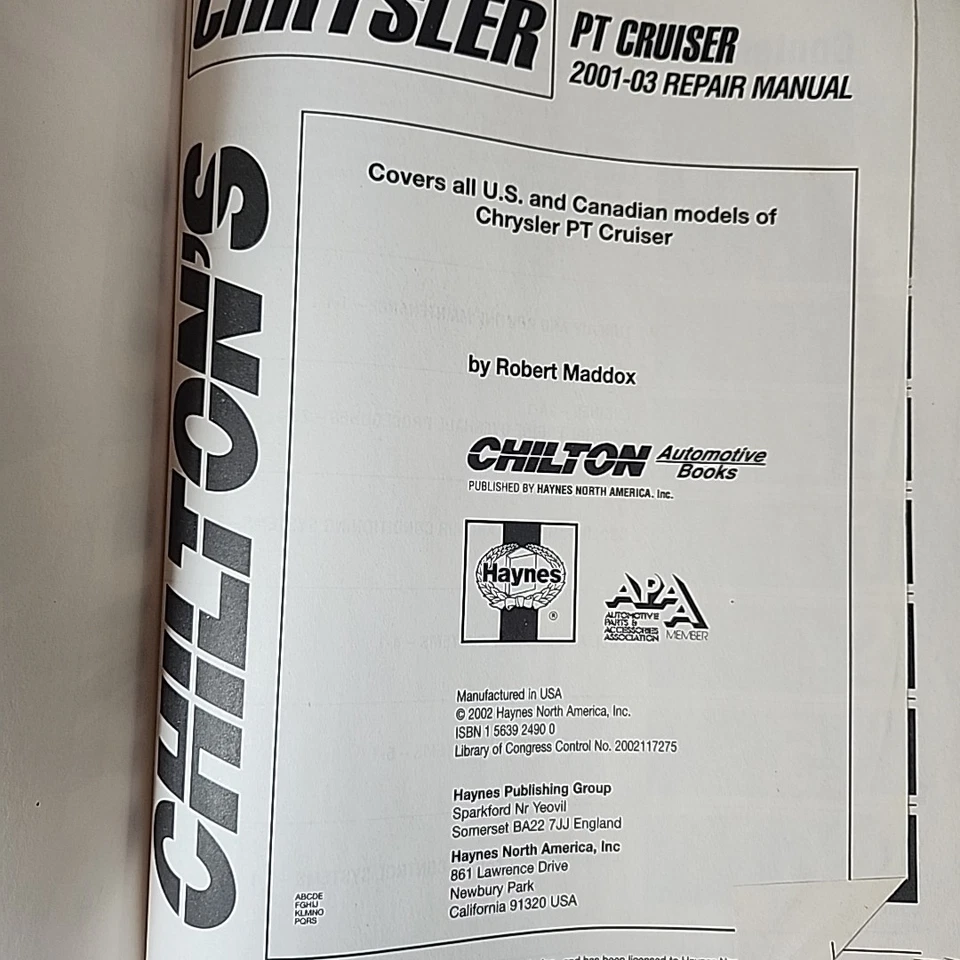 CHRYSLER
PT CRUISER
2001-03 REPAIR MANUAL
CHILTON'S
Covers all U.S. and Canadian models of
Chrysler PT Cruiser
by Robert Maddox
CHILTON Automotive
Books
PUBLISHED BY HAYNES NORTH AMERICA. Inc.
Haynes
®
APAA
AUTOMOTIVE
PARTS &
ACCESSORIES
ASSOCIATION MEMBER
Manufactured in USA
© 2002 Haynes North America, Inc.
ISBN 1 5639 2490 0
Library of Congress Control No. 2002117275
Haynes Publishing Group
Sparkford Nr Yeovil
Somerset BA22 7JJ England
Haynes North America, Inc
861 Lawrence Drive
Newbury Park
California 91320 USA
ABCDE
FGHIJ
KLMNO
PQRS